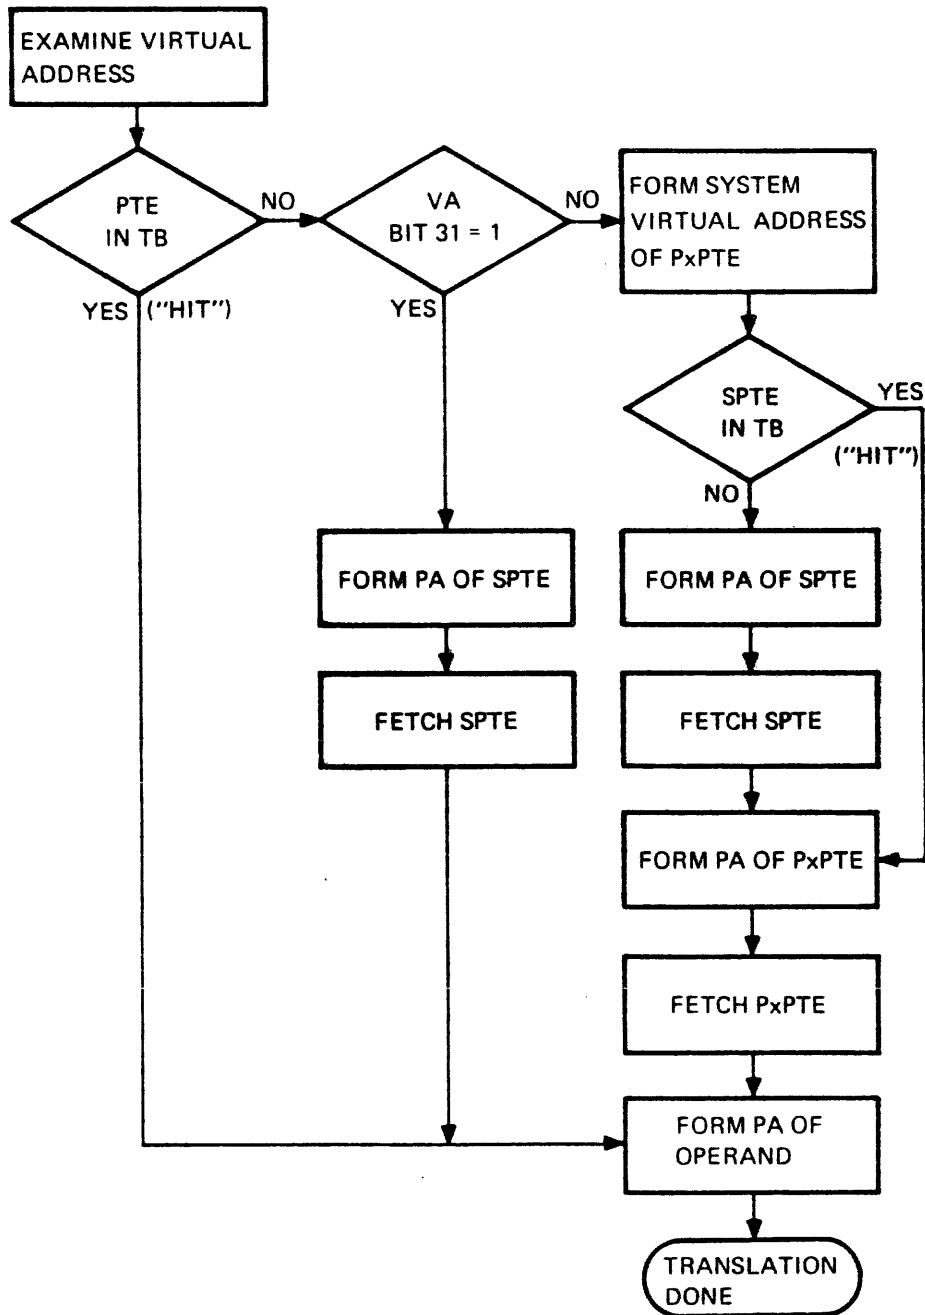 EXAMINE VIRTUAL
ADDRESS
PTE
IN TB
NO
YES ("HIT")
VA
BIT 31 = 1
NO
YES
FORM SYSTEM
VIRTUAL ADDRESS
OF PxPTE
SPTE
IN TB
YES
("HIT")
NO
FORM PA OF SPTE
FETCH SPTE
FORM PA OF SPTE
FETCH SPTE
FORM PA OF PxPTE
FETCH PxPTE
FORM PA OF
OPERAND
TRANSLATION
DONE